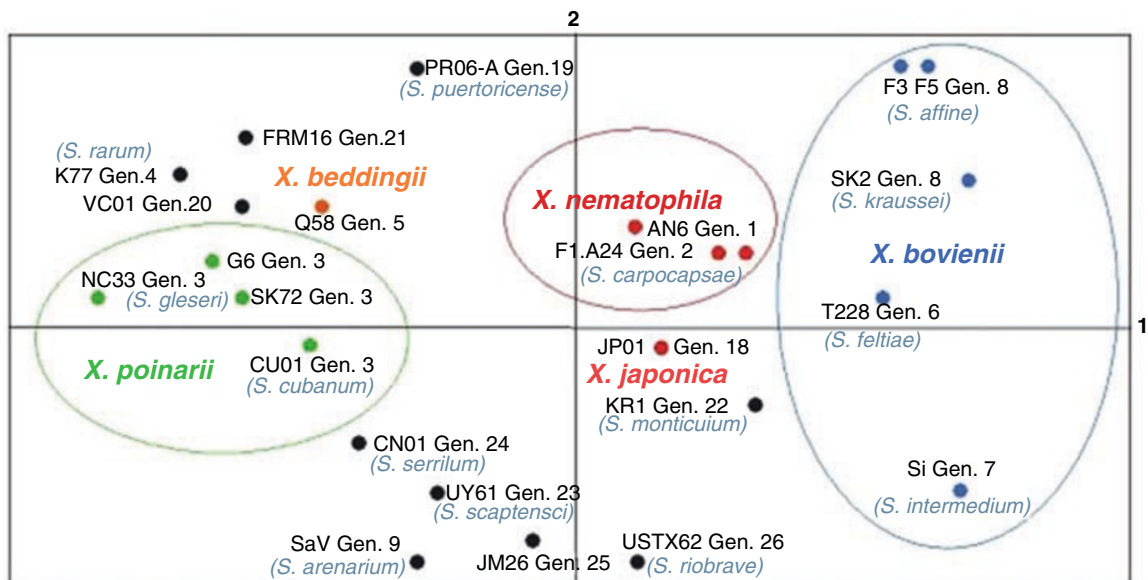 2
PR06-A Gen.19
(S. puertoricense)
F3 F5 Gen. 8
(S. affine)
FRM16 Gen.21
(S. rarum)
K77 Gen.4
X. beddingii
SK2 Gen. 8
(S. kraussei)
VC01 Gen.20
Q58 Gen. 5
X. nematophila
AN6 Gen. 1
F1.A24 Gen. 2
(S. carpocapsae)
X. bovienii
G6 Gen. 3
NC33 Gen. 3
(S. gleseri)
SK72 Gen. 3
T228 Gen. 6
(S. feltiae)
1
JP01 Gen. 18
X. japonica
CU01 Gen. 3
(S. cubanum)
X. poinarii
KR1 Gen. 22
(S. monticuium)
CN01 Gen. 24
(S. serrilum)
Si Gen. 7
(S. intermedium)
UY61 Gen. 23
(S. scaptensci)
SaV Gen. 9
(S. arenarium)
JM26 Gen. 25
USTX62 Gen. 26
(S. riobrave)